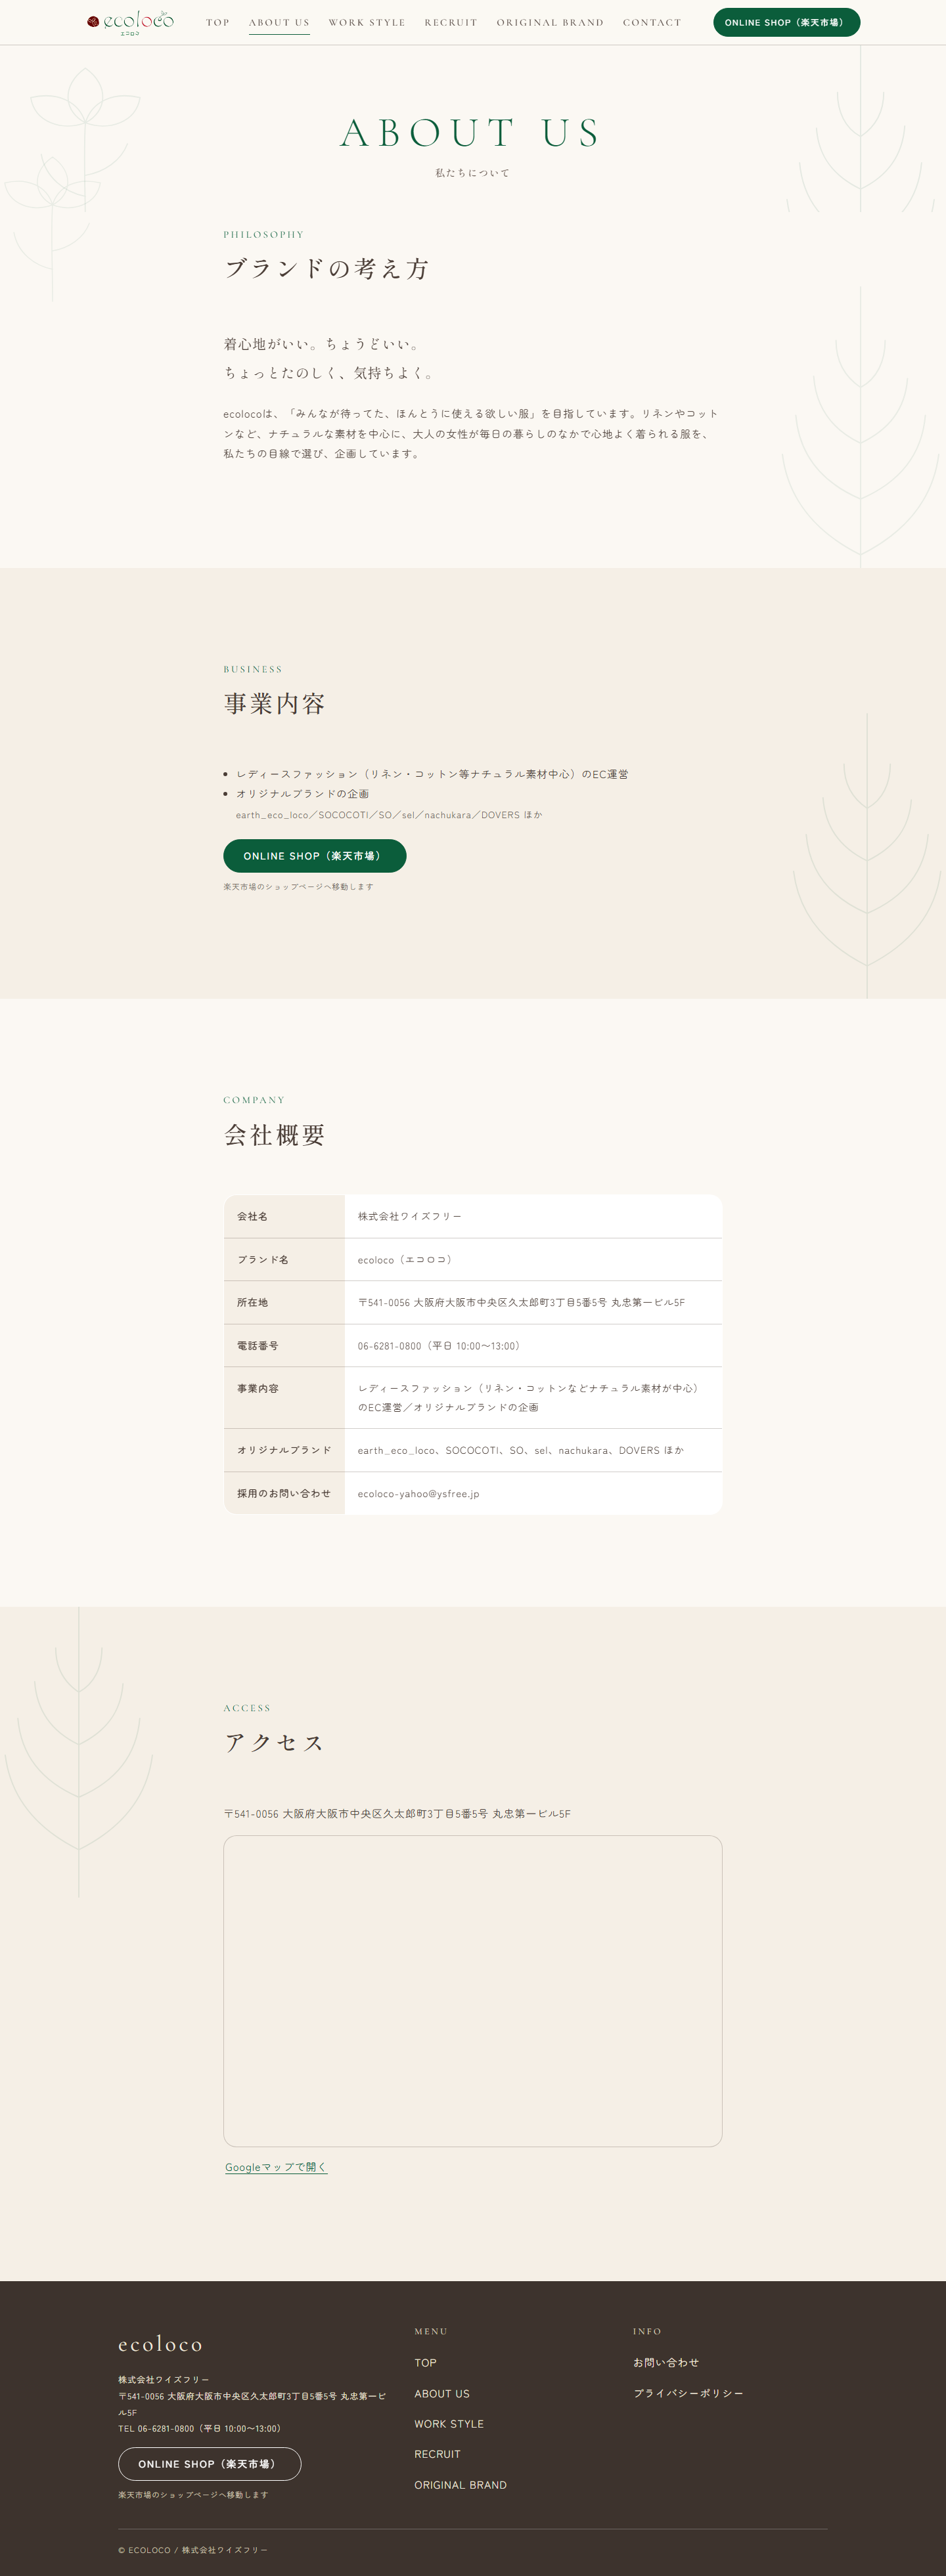 ecoloco
エコロコ
TOP
ABOUT US
WORK STYLE
RECRUIT
ORIGINAL BRAND
CONTACT
ONLINE SHOP（楽天市場）
ABOUT US
私たちについて
PHILOSOPHY
ブランドの考え方
着心地がいい。ちょうどいい。
ちょっとたのしく、気持ちよく。
ecolocoは、「みんなが待ってた、ほんとうに使える欲しい服」を目指しています。リネンやコット
ンなど、ナチュラルな素材を中心に、大人の女性が毎日の暮らしのなかで心地よく着られる服を、
私たちの目線で選び、企画しています。
BUSINESS
事業内容
レディースファッション（リネン・コットン等ナチュラル素材中心）のEC運営
オリジナルブランドの企画
earth_eco_loco／SOCOCOTI／SO／sel／nachukara／DOVERS ほか
ONLINE SHOP（楽天市場）
楽天市場のショップページへ移動します
COMPANY
会社概要
会社名
株式会社ワイズフリー
ブランド名
ecoloco（エコロコ）
所在地
〒541-0056 大阪府大阪市中央区久太郎町3丁目5番5号 丸忠第一ビル5F
電話番号
06-6281-0800（平日 10:00〜13:00）
事業内容
レディースファッション（リネン・コットンなどナチュラル素材が中心）
のEC運営／オリジナルブランドの企画
オリジナルブランド
earth_eco_loco、SOCOCOTI、SO、sel、nachukara、DOVERS ほか
採用のお問い合わせ
ecoloco-yahoo@ysfree.jp
ACCESS
アクセス
〒541-0056 大阪府大阪市中央区久太郎町3丁目5番5号 丸忠第一ビル5F
Googleマップで開く
ecoloco
株式会社ワイズフリー
〒541-0056 大阪府大阪市中央区久太郎町3丁目5番5号 丸忠第一ビ
ル5F
TEL 06-6281-0800（平日 10:00〜13:00）
ONLINE SHOP（楽天市場）
楽天市場のショップページへ移動します
MENU
TOP
ABOUT US
WORK STYLE
RECRUIT
ORIGINAL BRAND
INFO
お問い合わせ
プライバシーポリシー
© ECOLOCO / 株式会社ワイズフリー